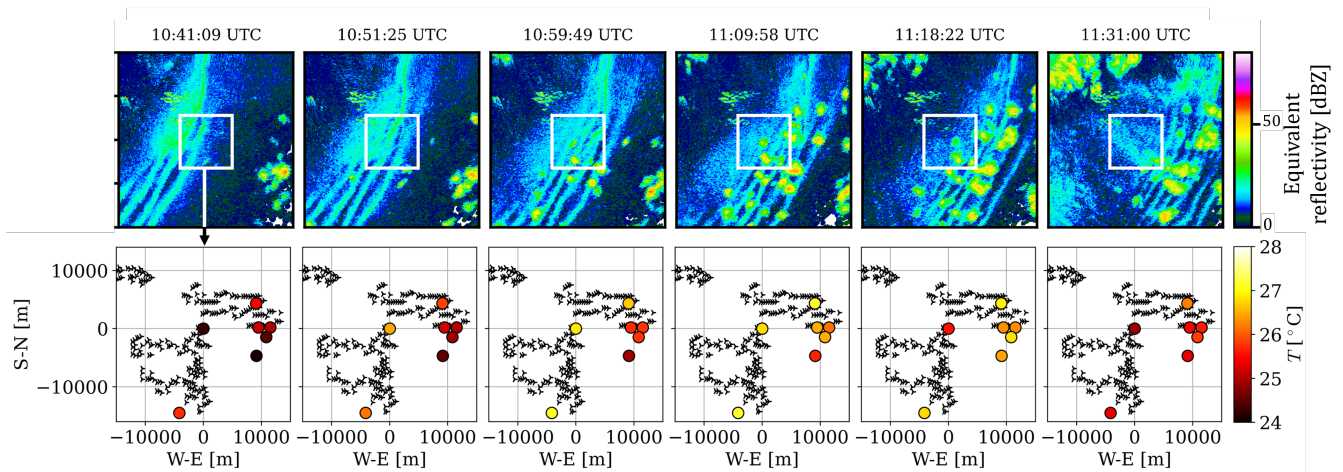 10:41:09 UTC 10:51:25 UTC 10:59:49 UTC 11:09:58 UTC 11:18:22 UTC 11:31:00 UTC
50
0
Equivalent
reflectivity [dBZ]
10000
0
−10000
S-N [m]
28
27
26
25
24
T [°C]
−10000 0 10000 −10000 0 10000 −10000 0 10000 −10000 0 10000 −10000 0 10000 −10000 0 10000
W-E [m] W-E [m] W-E [m] W-E [m] W-E [m] W-E [m]